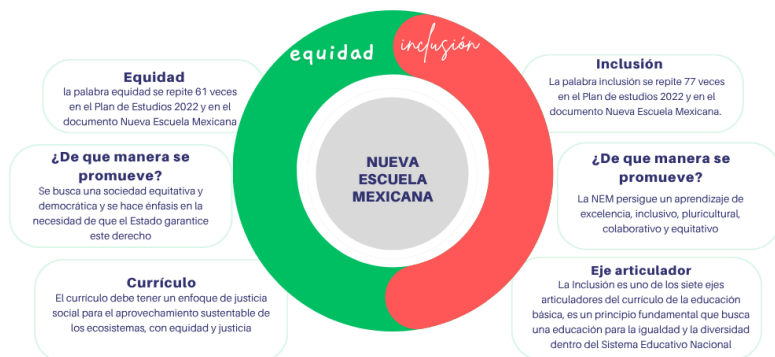 equidad
inclusión
NUEVA
ESCUELA
MEXICANA
Equidad
la palabra equidad se repite 61 veces
en el Plan de Estudios 2022 y en el
documento Nueva Escuela Mexicana
¿De que manera se
promueve?
Se busca una sociedad equitativa y
democrática y se hace énfasis en la
necesidad de que el Estado garantice
este derecho
Currículo
El currículo debe tener un enfoque de justicia
social para el aprovechamiento sustentable de
los ecosistemas, con equidad y justicia
Inclusión
La palabra inclusión se repite 77 veces
en el Plan de estudios 2022 y en el
documento Nueva Escuela Mexicana.
¿De que manera se
promueve?
La NEM persigue un aprendizaje de
excelencia, inclusivo, pluricultural,
colaborativo y equitativo
Eje articulador
La Inclusión es uno de los siete ejes
articuladores del currículo de la educación
básica, es un principio fundamental que busca
una educación para la igualdad y la diversidad
dentro del Sistema Educativo Nacional